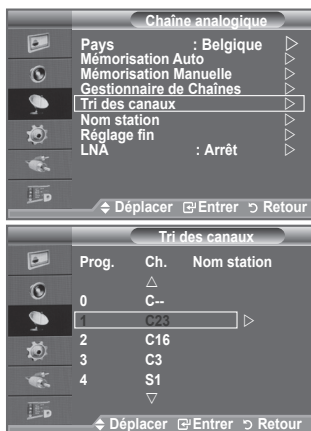 Chaîne analogique
Pays : Belgique
Mémorisation Auto
Mémorisation Manuelle
Gestionnaire de Chaînes
Tri des canaux
Nom station
Réglage fin
LNA : Arrêt
Déplacer Entrer Retour
Tri des canaux
Prog. Ch. Nom station
0 C--
1 C23
2 C16
3 C3
4 S1
Déplacer Entrer Retour